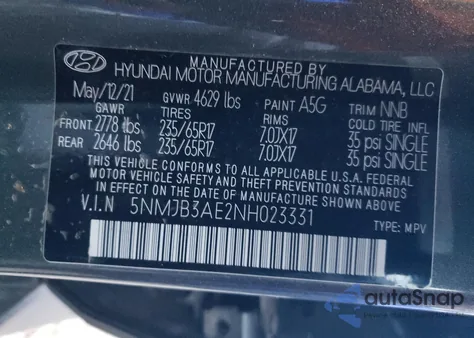 MANUFACTURED BY
HYUNDAI MOTOR MANUFACTURING ALABAMA, LLC
May/12/21 GVWR 4629 lbs PAINT A5G TRIM NNB
GAWR TIRES RIMS COLD TIRE INFL
FRONT 2778 lbs 235/65R17 7.0JX17 35 psi SINGLE
REAR 2646 lbs 235/65R17 7.0JX17 35 psi SINGLE
THIS VEHICLE CONFORMS TO ALL APPLICABLE U.S.A. FEDERAL
MOTOR VEHICLE SAFETY AND THEFT PREVENTION STANDARDS
IN EFFECT ON THE DATE OF MANUFACTURE SHOWN ABOVE.
V.I.N 5NMJB3AE2NH023331
TYPE: MPV
autoSnap